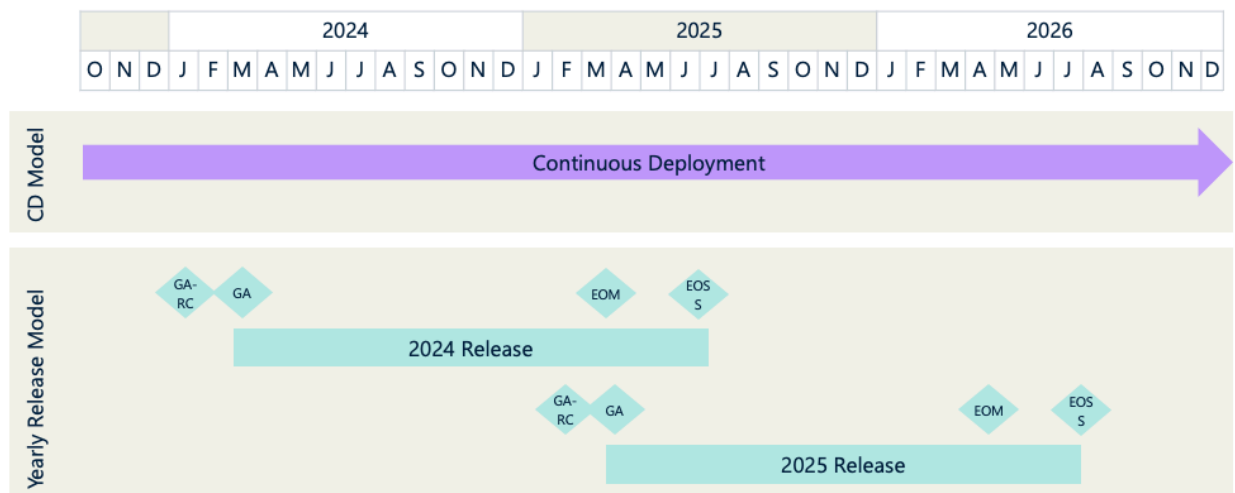 2024 2025 2026
O N D J F M A M J J A S O N D J F M A M J J A S O N D J F M A M J J A S O N D
CD Model
Continuous Deployment
Yearly Release Model
GA-
RC
GA
EOM
EOS
S
2024 Release
GA-
RC
GA
EOM
EOS
S
2025 Release